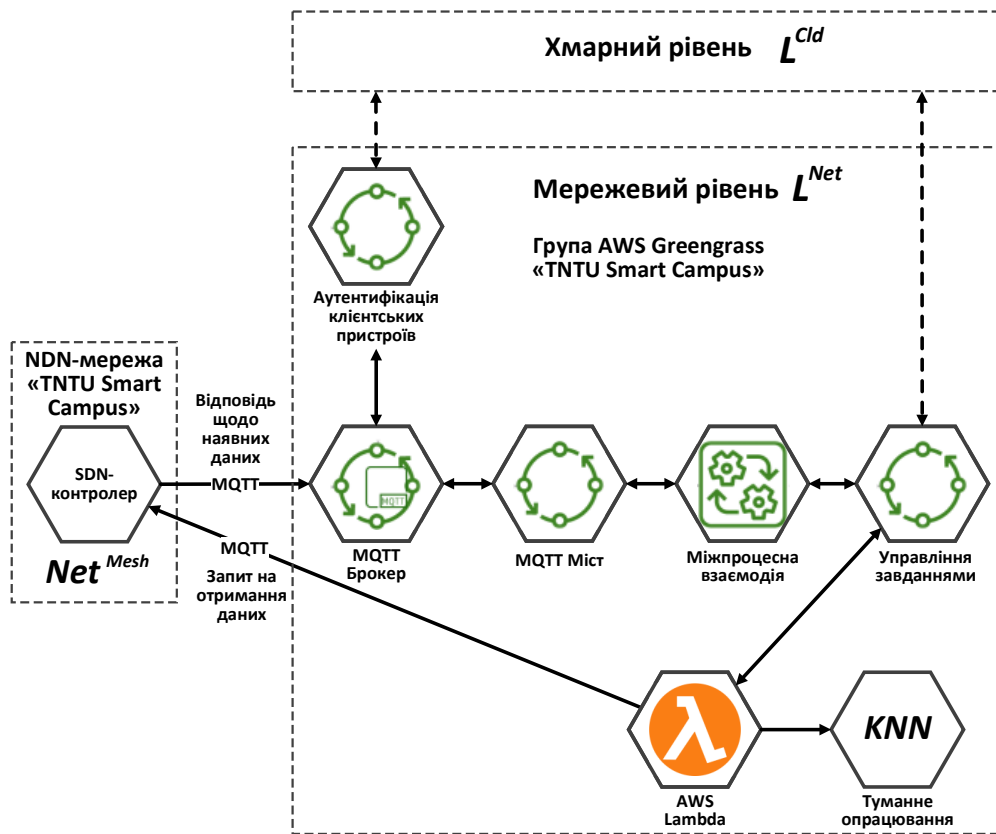 Хмарний рівень L^Cld
Мережевий рівень L^Net
Група AWS Greengrass
«TNTU Smart Campus»
Аутентифікація
клієнтських
пристроїв
NDN-мережа
«TNTU Smart
Campus»
SDN-
контролер
Net^Mesh
Відповідь
щодо
наявних
даних
MQTT
MQTT
Запит на
отримання
даних
MQTT
MQTT
Брокер
MQTT Міст
Міжпроцесна
взаємодія
Управління
завданнями
λ
AWS
Lambda
KNN
Туманне
опрацювання